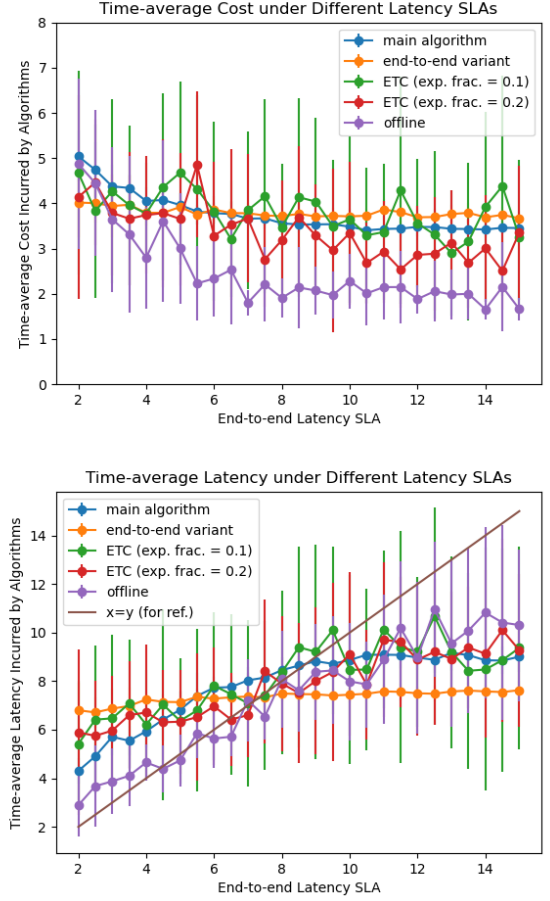 Time-average Cost under Different Latency SLAs
Time-average Cost Incurred by Algorithms
8
7
6
5
4
3
2
1
0
main algorithm
end-to-end variant
ETC (exp. frac. = 0.1)
ETC (exp. frac. = 0.2)
offline
2 4 6 8 10 12 14
End-to-end Latency SLA
Time-average Latency under Different Latency SLAs
Time-average Latency Incurred by Algorithms
14
12
10
8
6
4
2
main algorithm
end-to-end variant
ETC (exp. frac. = 0.1)
ETC (exp. frac. = 0.2)
offline
x=y (for ref.)
2 4 6 8 10 12 14
End-to-end Latency SLA